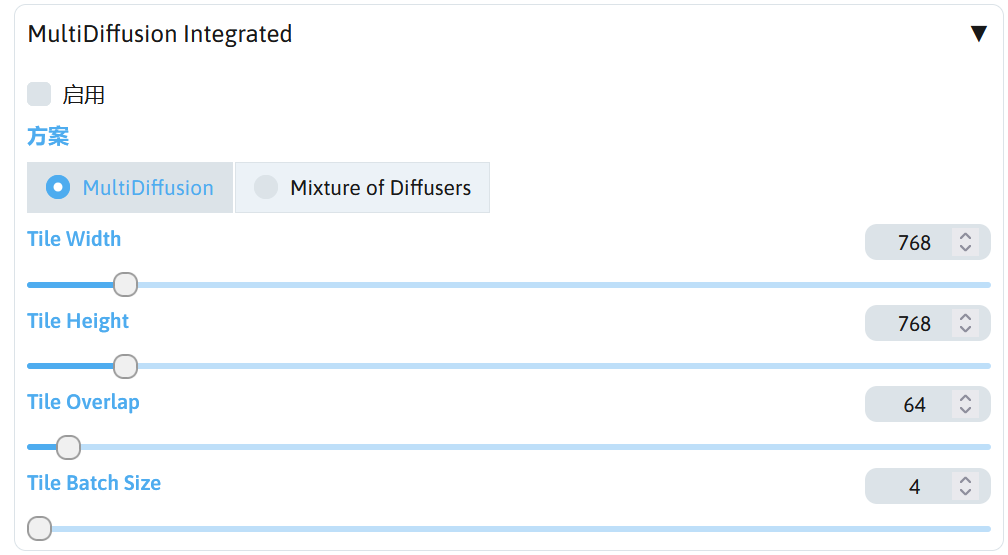 MultiDiffusion Integrated ▼
启用
方案
MultiDiffusion Mixture of Diffusers
Tile Width 768
Tile Height 768
Tile Overlap 64
Tile Batch Size 4